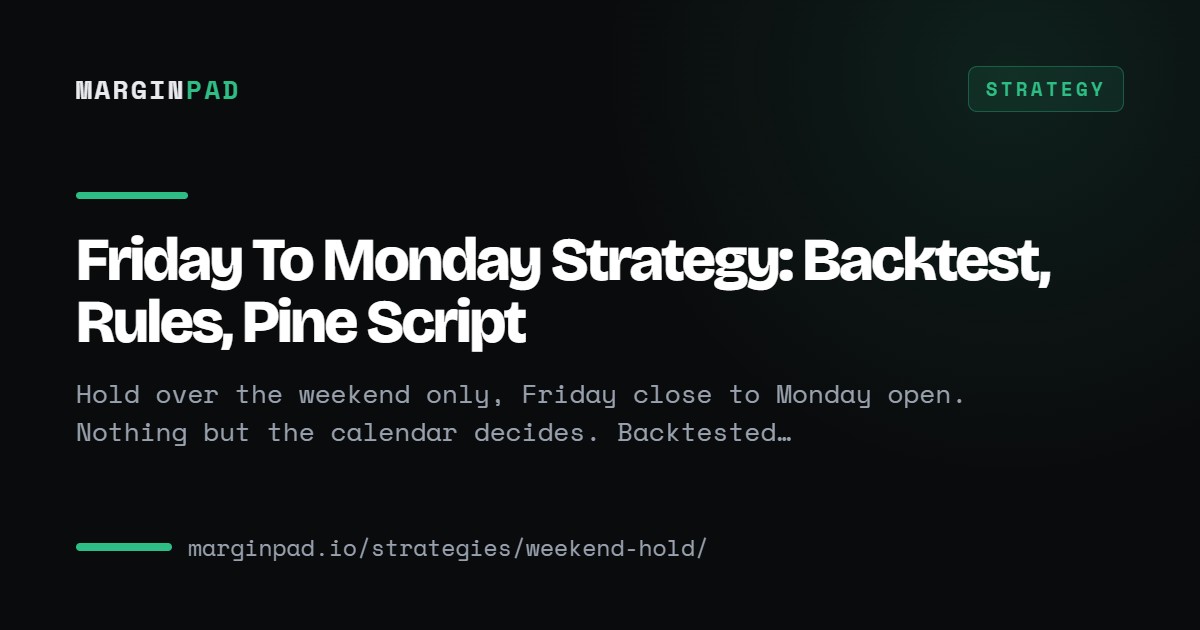 MARGINPAD
STRATEGY
Friday To Monday Strategy: Backtest,
Rules, Pine Script
Hold over the weekend only, Friday close to Monday open.
Nothing but the calendar decides. Backtested…
marginpad.io/strategies/weekend-hold/